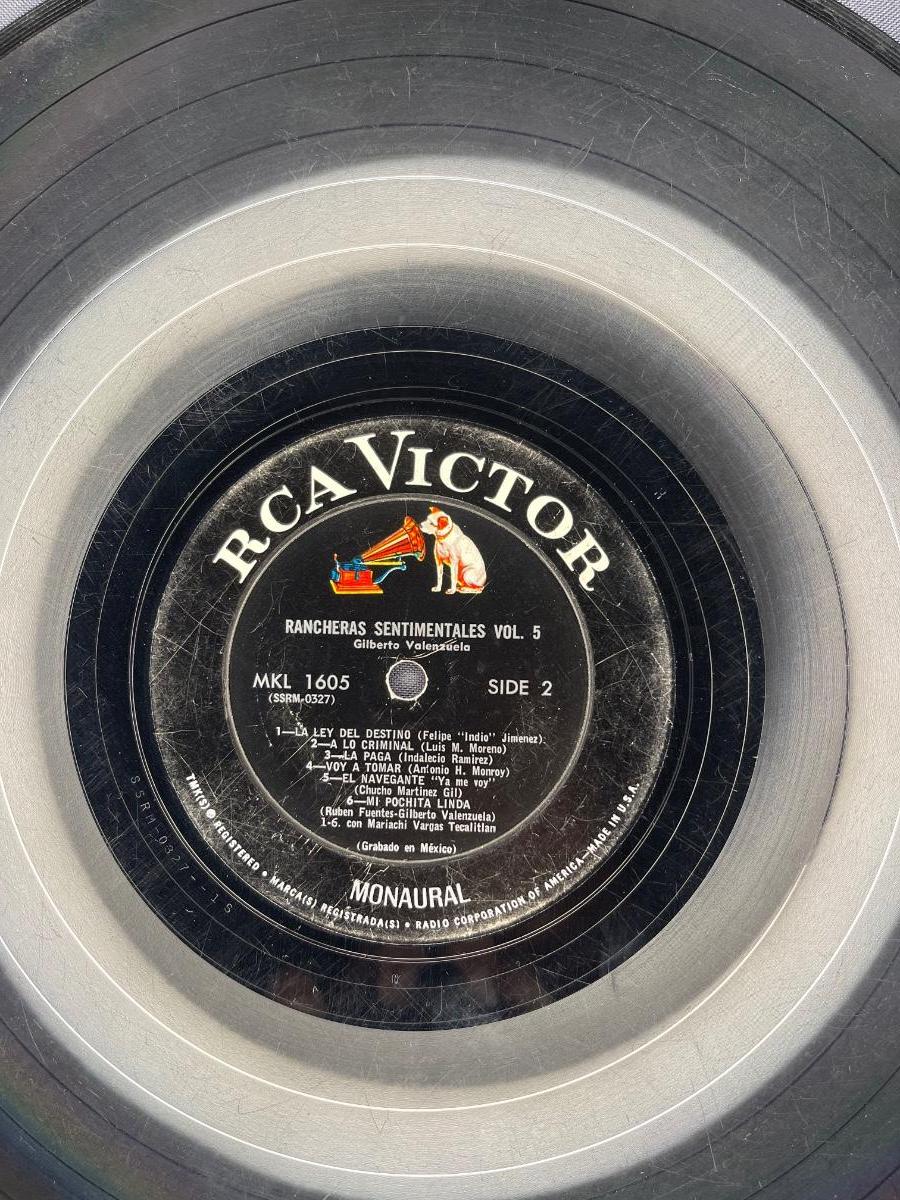 RCA VICTOR
RANCHERAS SENTIMENTALES VOL. 5
Gilberto Valenzuela
MKL 1605
(SSRM-0327)
SIDE 2
1—LA LEY DEL DESTINO (Felipe "Indio" Jimenez)
2—A LO CRIMINAL (Luis M. Moreno)
3—LA PAGA (Indalecio Ramirez)
4—VOY A TOMAR (Antonio H. Monroy)
5—EL NAVEGANTE "Ya me voy"
(Chucho Martinez Gil)
6—MI POCHITA LINDA
(Ruben Fuentes-Gilberto Valenzuela)
1-6. con Mariachi Vargas Tecalitlan
(Grabado en México)
MONAURAL
TMK(S) ® REGISTERED • MARCA(S) REGISTRADA(S) • RADIO CORPORATION OF AMERICA—MADE IN U.S.A.
SSRM-0327--1S